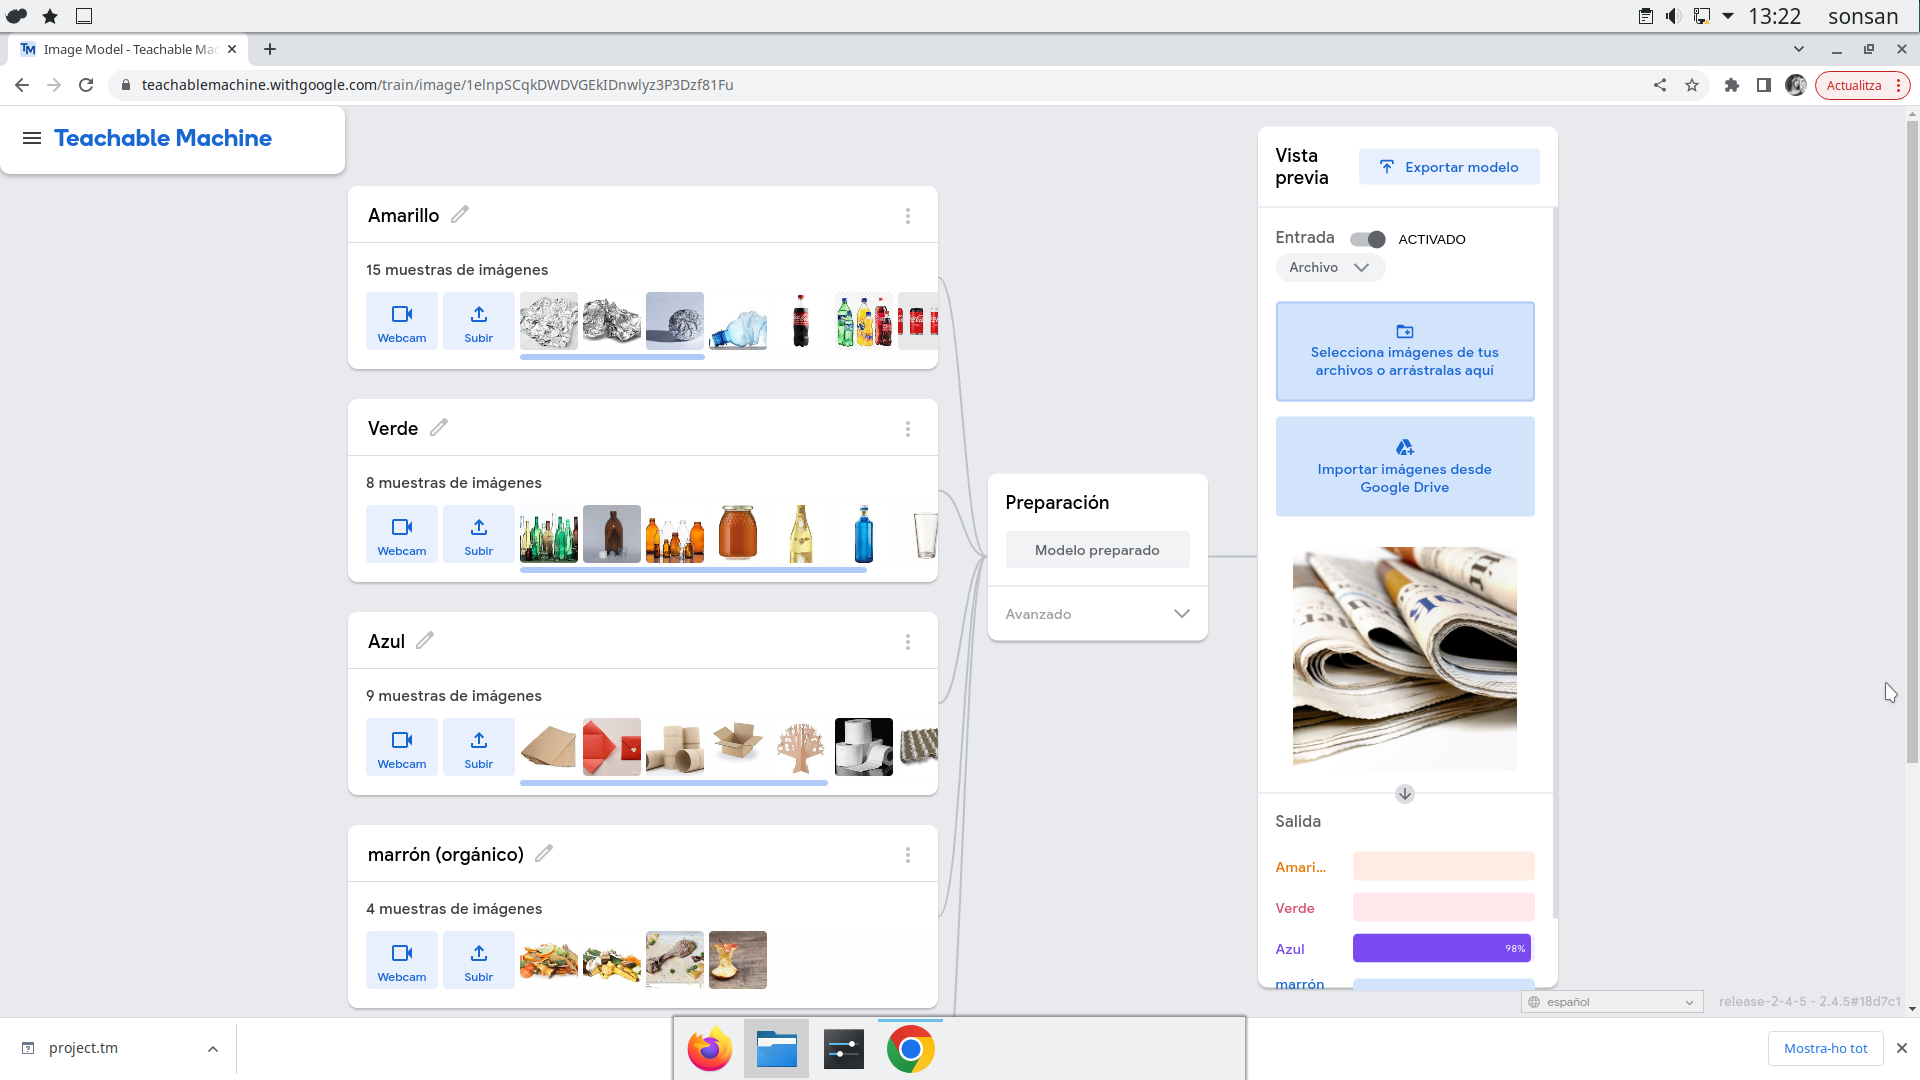 13:22 sonsan
Image Model - Teachable Mac
teachablemachine.withgoogle.com/train/image/1elnpSCqkDWDVGEkIDnwlyz3P3Dzf81Fu
Actualitza
Teachable Machine
Amarillo
15 muestras de imágenes
Webcam
Subir
Verde
8 muestras de imágenes
Webcam
Subir
Azul
9 muestras de imágenes
Webcam
Subir
marrón (orgánico)
4 muestras de imágenes
Webcam
Subir
Preparación
Modelo preparado
Avanzado
Vista
previa
Exportar modelo
Entrada
ACTIVADO
Archivo
Selecciona imágenes de tus
archivos o arrástralas aquí
Importar imágenes desde
Google Drive
Salida
Amari...
Verde
Azul
98%
marrón
español
release-2-4-5 - 2.4.5#18d7c1
project.tm
Mostra-ho tot